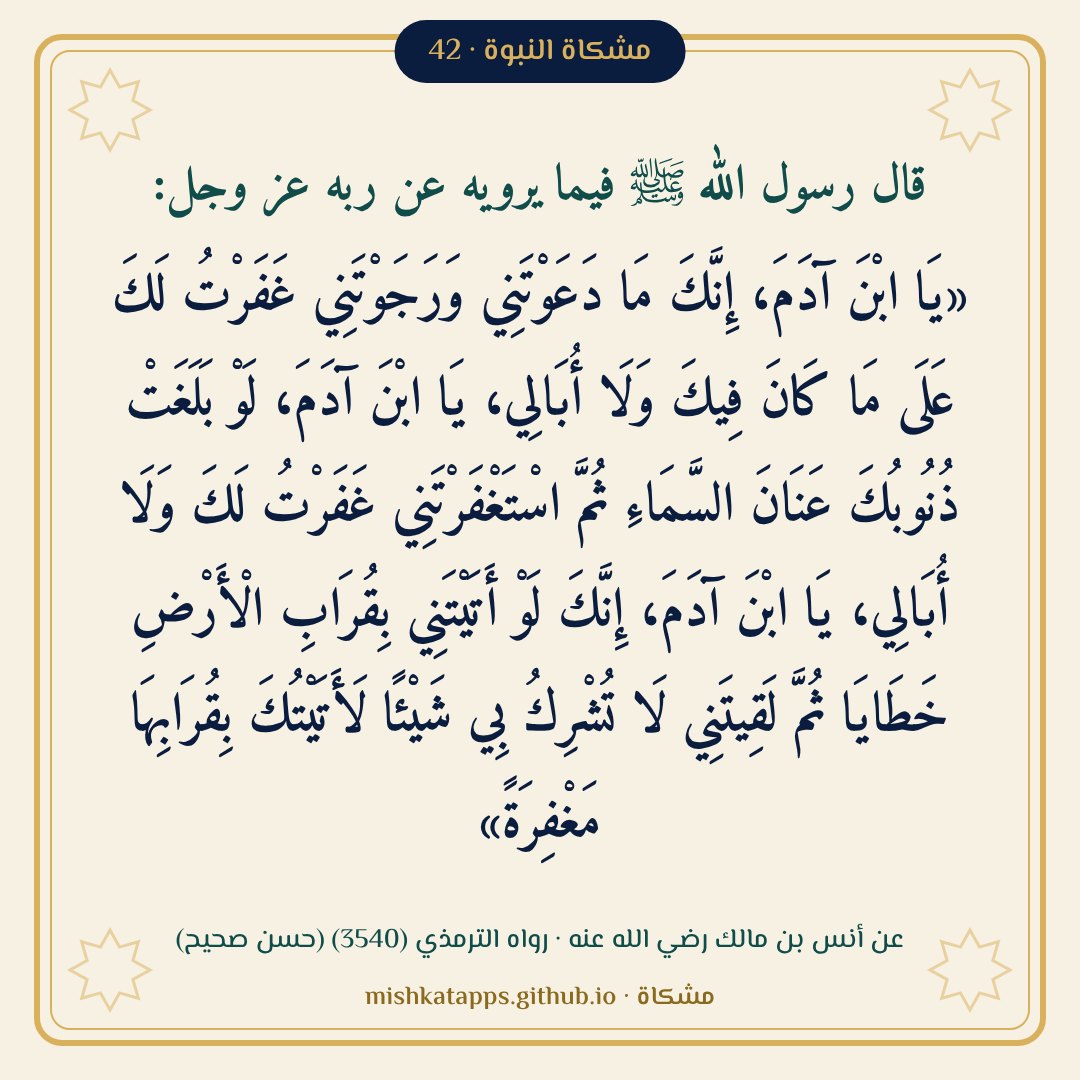 مشكاة النبوة · 42
قال رسول الله ﷺ فيما يرويه عن ربه عز وجل:
«يَا ابْنَ آدَمَ، إِنَّكَ مَا دَعَوْتَنِي وَرَجَوْتَنِي غَفَرْتُ لَكَ
عَلَى مَا كَانَ فِيكَ وَلَا أُبَالِي، يَا ابْنَ آدَمَ، لَوْ بَلَغَتْ
ذُنُوبُكَ عَنَانَ السَّمَاءِ ثُمَّ اسْتَغْفَرْتَنِي غَفَرْتُ لَكَ وَلَا
أُبَالِي، يَا ابْنَ آدَمَ، إِنَّكَ لَوْ أَتَيْتَنِي بِقُرَابِ الْأَرْضِ
خَطَايَا ثُمَّ لَقِيتَنِي لَا تُشْرِكُ بِي شَيْئًا لَأَتَيْتُكَ بِقُرَابِهَا
مَغْفِرَةً»
عن أنس بن مالك رضي الله عنه · رواه الترمذي (3540) (حسن صحيح)
مشكاة · mishkatapps.github.io